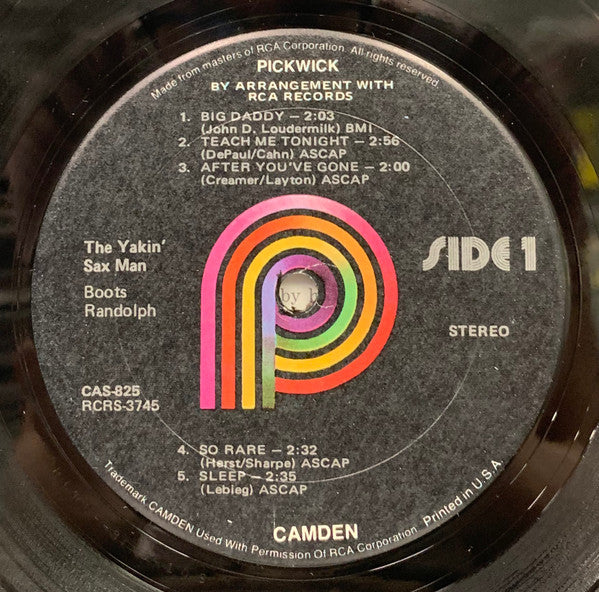 Made from masters of RCA Corporation. All rights reserved.
PICKWICK
BY ARRANGEMENT WITH
RCA RECORDS
1. BIG DADDY – 2:03
(John D. Loudermilk) BMI
2. TEACH ME TONIGHT – 2:56
(DePaul/Cahn) ASCAP
3. AFTER YOU'VE GONE – 2:00
(Creamer/Layton) ASCAP
The Yakin'
Sax Man
Boots
Randolph
SIDE 1
STEREO
CAS-825
RCRS-3745
4. SO RARE – 2:32
(Herst/Sharpe) ASCAP
5. SLEEP – 2:35
(Lebieg) ASCAP
CAMDEN
Trademark CAMDEN Used With Permission Of RCA Corporation. Printed in U.S.A.